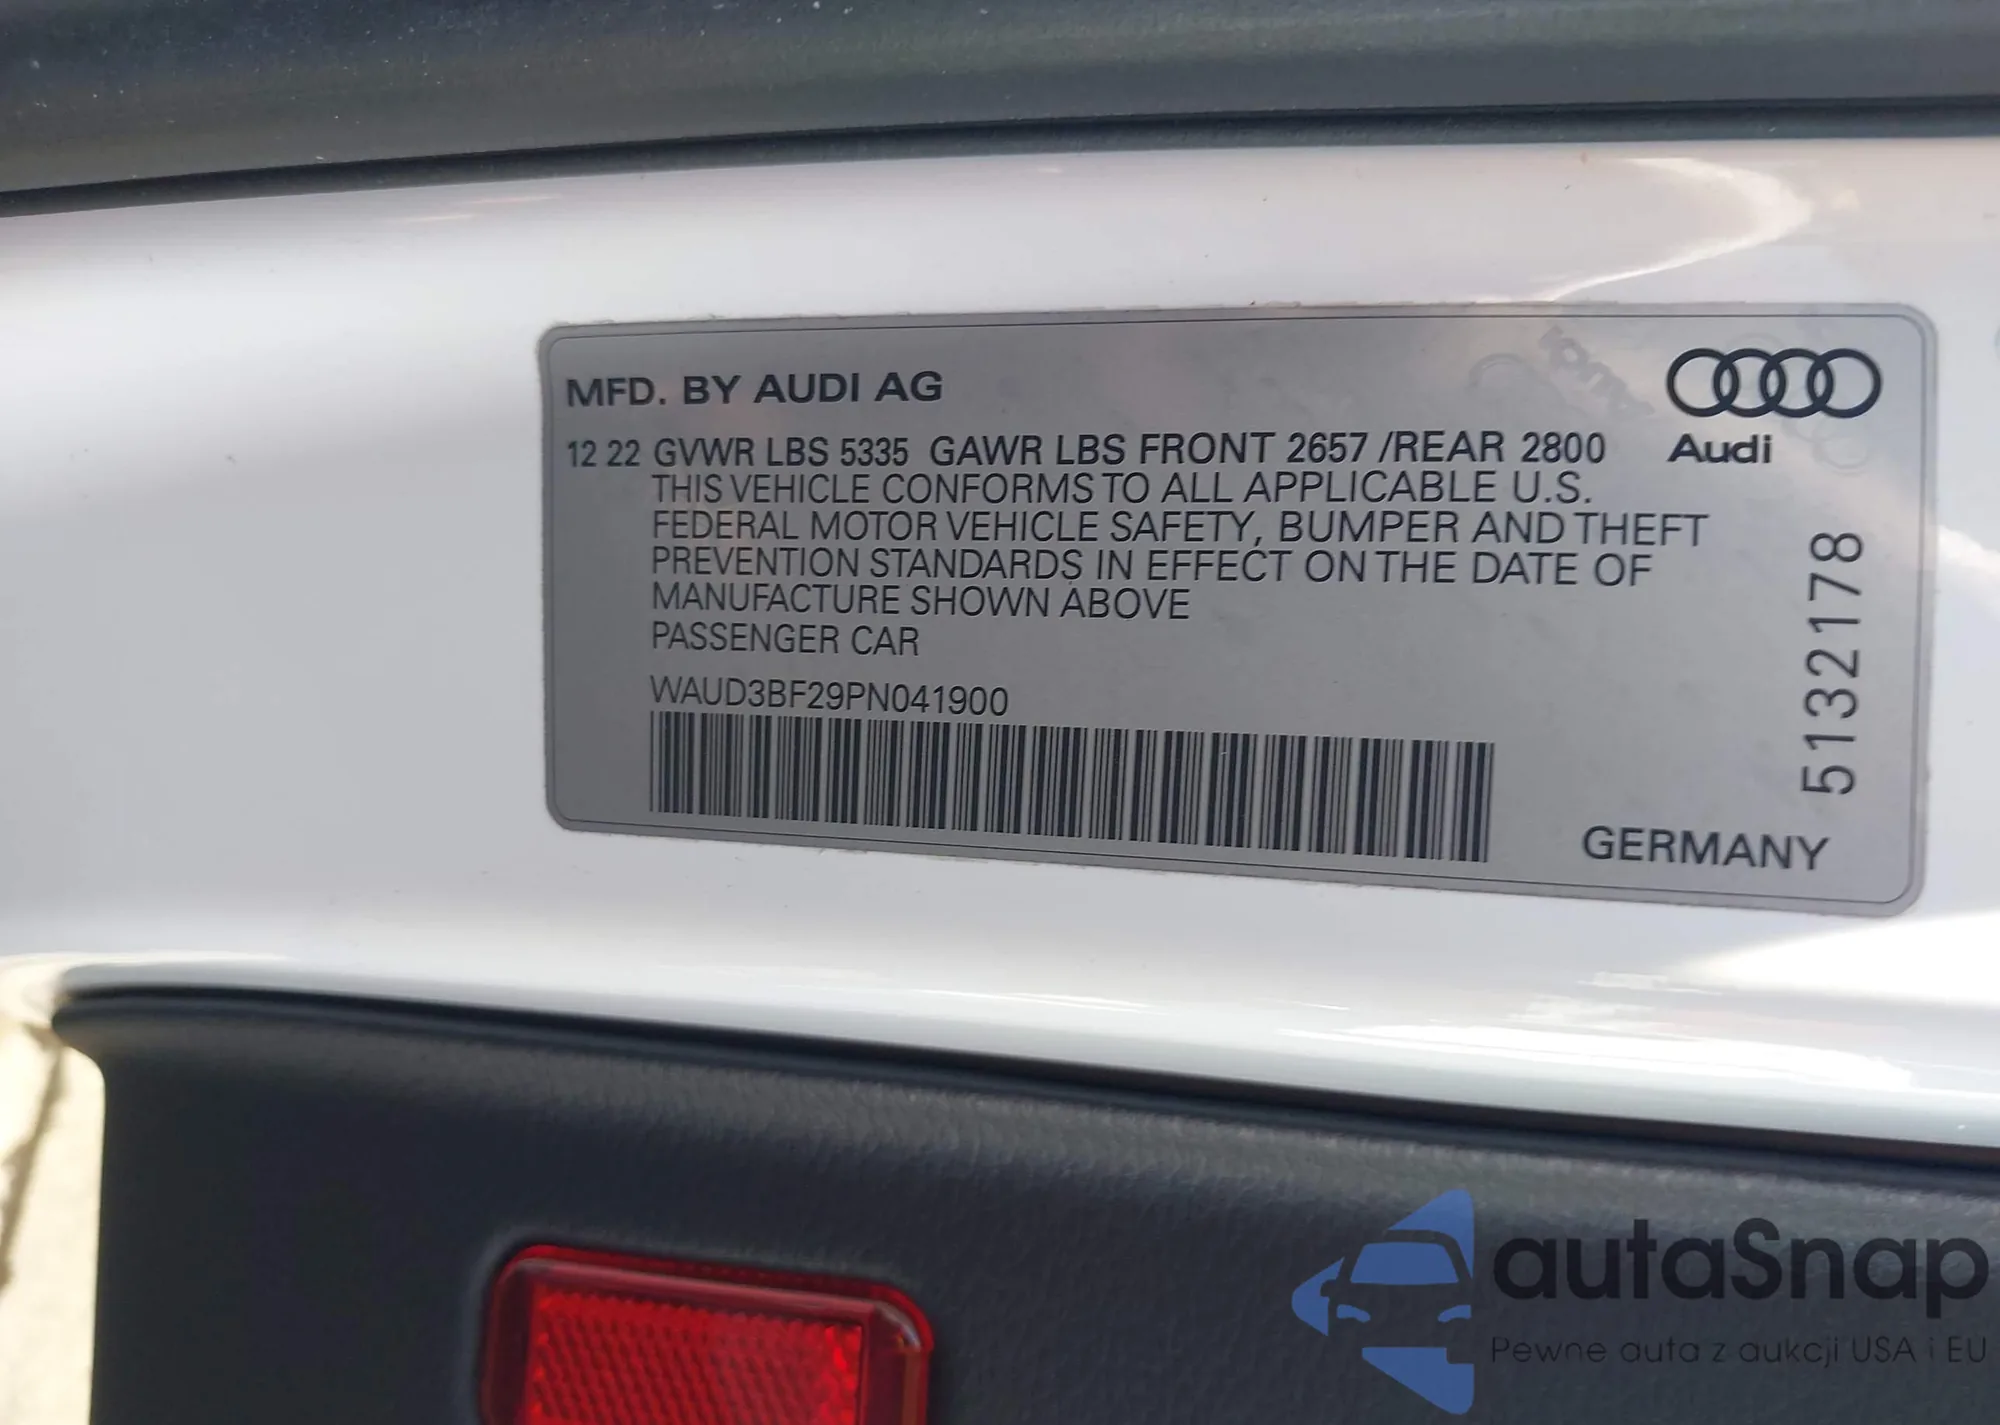 MFD. BY AUDI AG
Audi
12 22 GVWR LBS 5335 GAWR LBS FRONT 2657 /REAR 2800
THIS VEHICLE CONFORMS TO ALL APPLICABLE U.S.
FEDERAL MOTOR VEHICLE SAFETY, BUMPER AND THEFT
PREVENTION STANDARDS IN EFFECT ON THE DATE OF
MANUFACTURE SHOWN ABOVE
PASSENGER CAR
WAUD3BF29PN041900
5132178
GERMANY
autaSnap
Pewne auta z aukcji USA i EU